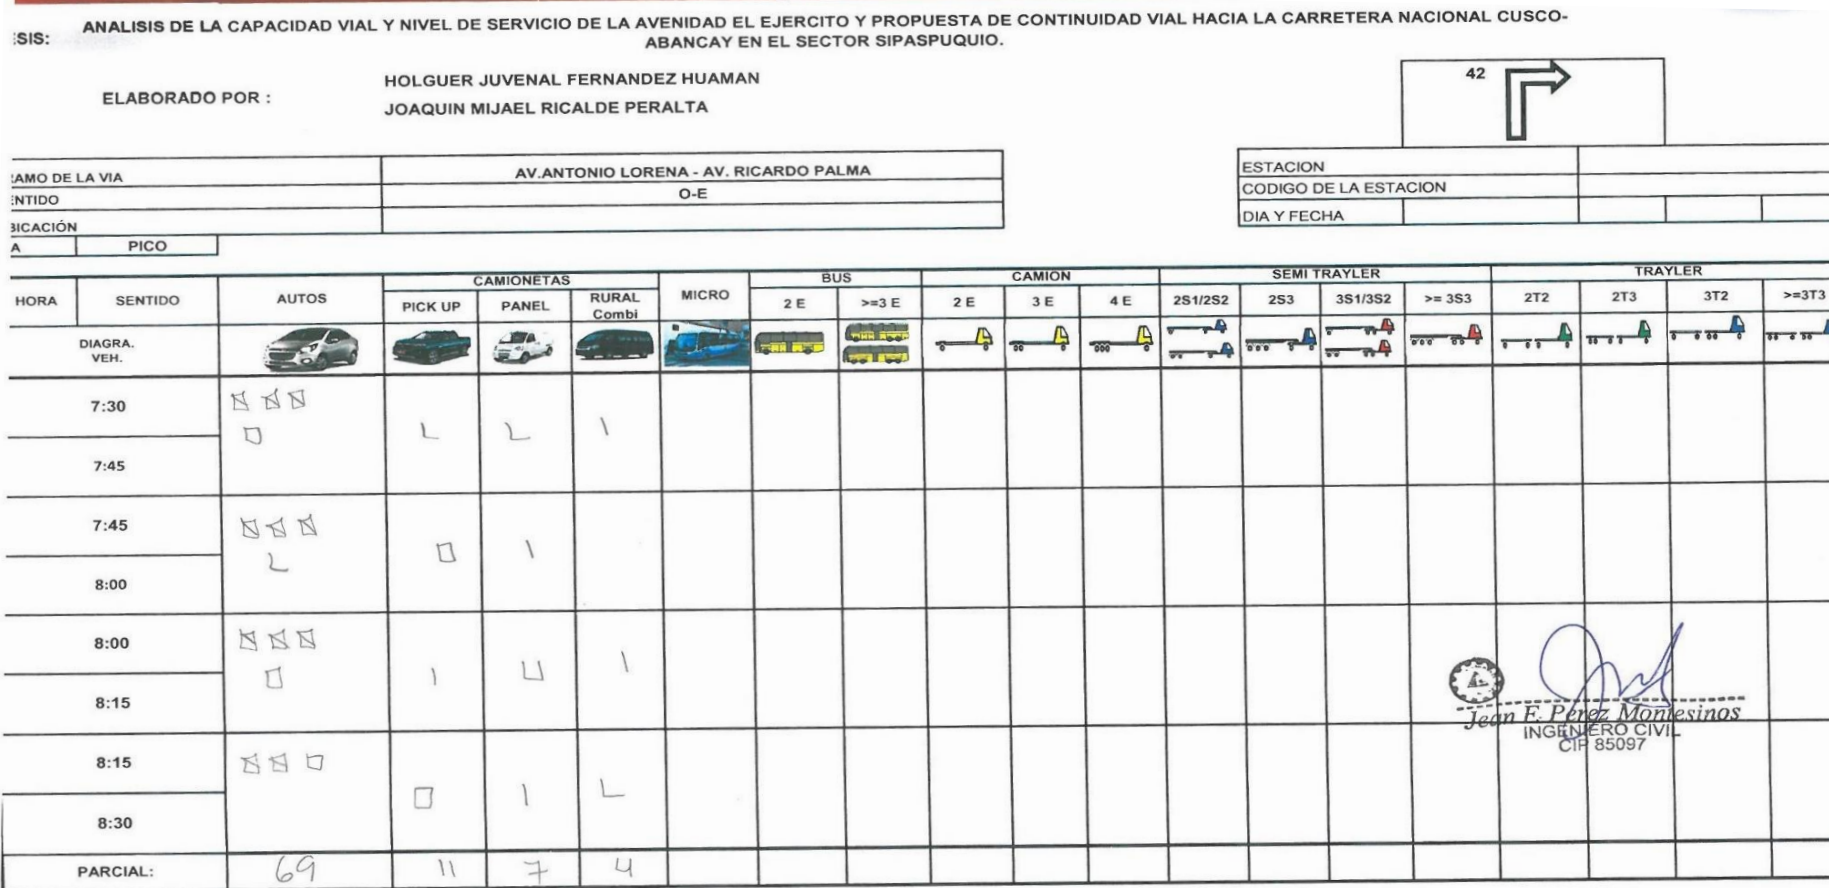 SIS: ANALISIS DE LA CAPACIDAD VIAL Y NIVEL DE SERVICIO DE LA AVENIDAD EL EJERCITO Y PROPUESTA DE CONTINUIDAD VIAL HACIA LA CARRETERA NACIONAL CUSCO-
ABANCAY EN EL SECTOR SIPASPUQUIO.
ELABORADO POR :
HOLGUER JUVENAL FERNANDEZ HUAMAN
JOAQUIN MIJAEL RICALDE PERALTA
42
AMO DE LA VIA AV.ANTONIO LORENA - AV. RICARDO PALMA
NTIDO O-E
BICACIÓN
A PICO
ESTACION
CODIGO DE LA ESTACION
DIA Y FECHA
CAMIONETAS BUS CAMION SEMI TRAYLER TRAYLER
HORA SENTIDO AUTOS PICK UP PANEL RURAL Combi MICRO 2 E >=3 E 2 E 3 E 4 E 2S1/2S2 2S3 3S1/3S2 >= 3S3 2T2 2T3 3T2 >=3T3
DIAGRA.
VEH.
7:30
7:45
7:45
8:00
8:00
8:15
8:15
8:30
Jean F. Perez Montesinos
INGENIERO CIVIL
CIP 85097
PARCIAL: 69 11 7 4